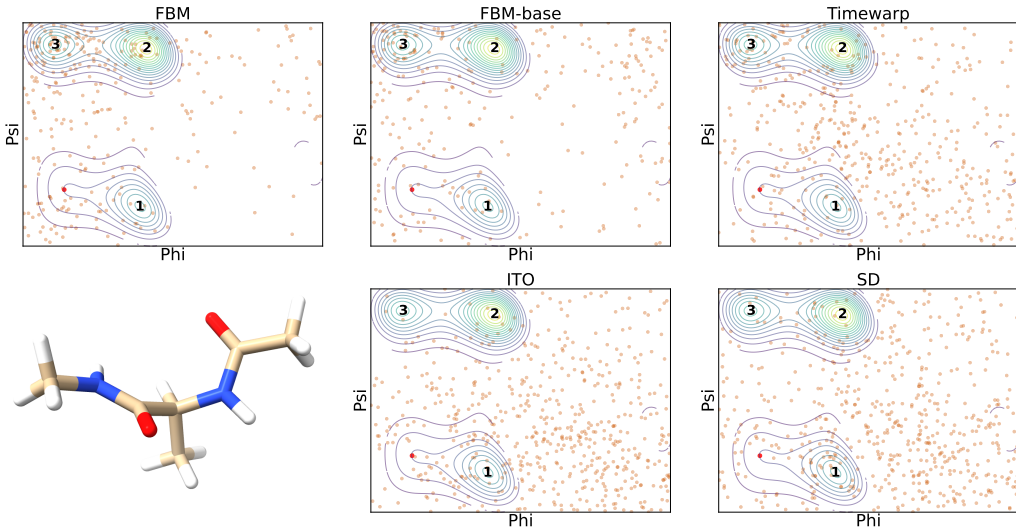 FBM
FBM-base
Timewarp
3
2
1
Psi
Phi
3
2
1
Psi
Phi
3
2
1
Psi
Phi
ITO
SD
3
2
1
Psi
Phi
3
2
1
Psi
Phi